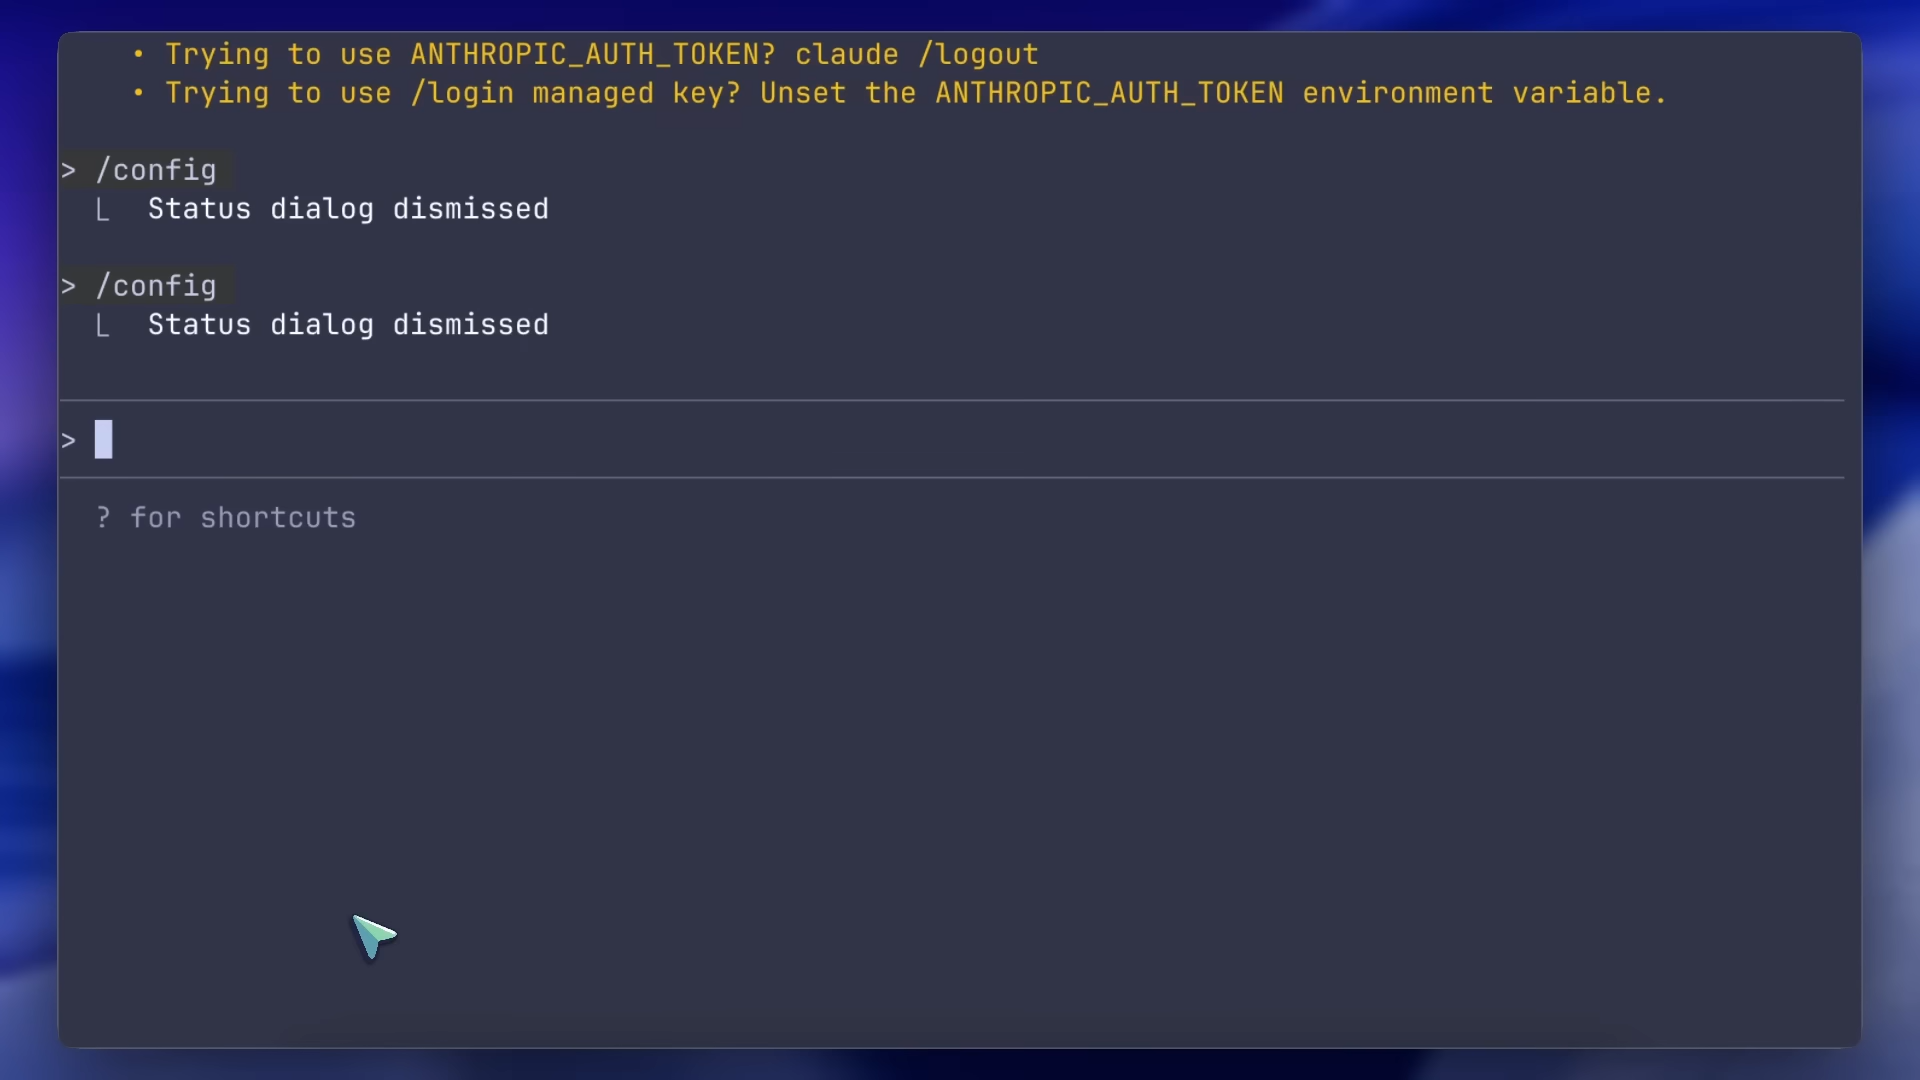 • Trying to use ANTHROPIC_AUTH_TOKEN? claude /logout
• Trying to use /login managed key? Unset the ANTHROPIC_AUTH_TOKEN environment variable.
> /config
⎿ Status dialog dismissed
> /config
⎿ Status dialog dismissed
>
? for shortcuts